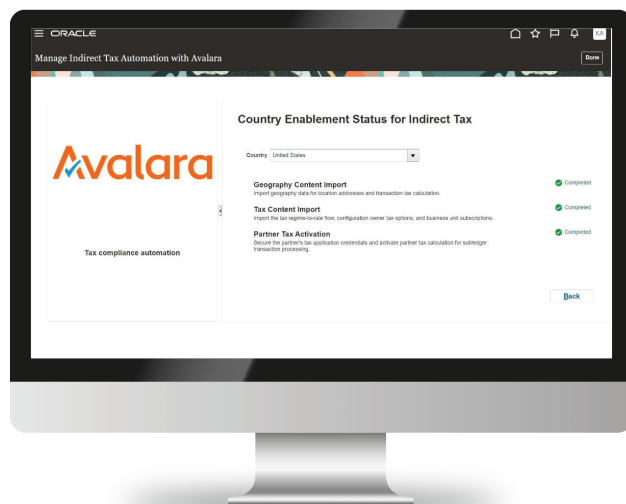 ORACLE
KA
Manage Indirect Tax Automation with Avalara
Done
Avalara
Tax compliance automation
Country Enablement Status for Indirect Tax
Country United States
Geography Content Import
Completed
Import geography data for location addresses and transaction tax calculation.
Tax Content Import
Completed
Import the tax regime-to-rate flow, configuration owner tax options, and business unit subscriptions.
Partner Tax Activation
Completed
Secure the partner's tax application credentials and activate partner tax calculation for subledger
transaction processing.
Back